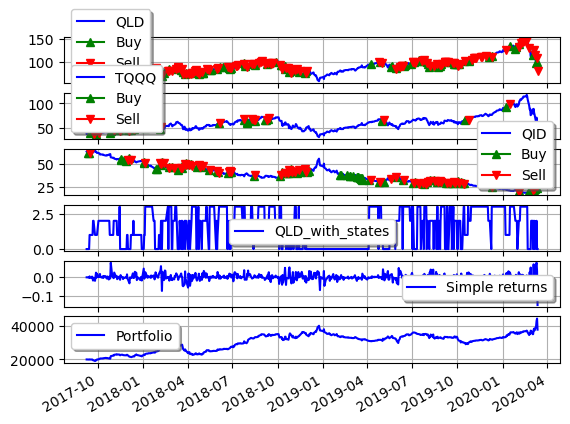 QLD
Buy
Sell
150
100
TQQQ
Buy
Sell
100
50
QID
Buy
Sell
50
25
QLD_with_states
2.5
0.0
Simple returns
0.0
−0.1
Portfolio
40000
20000
2017-10
2018-01
2018-04
2018-07
2018-10
2019-01
2019-04
2019-07
2019-10
2020-01
2020-04